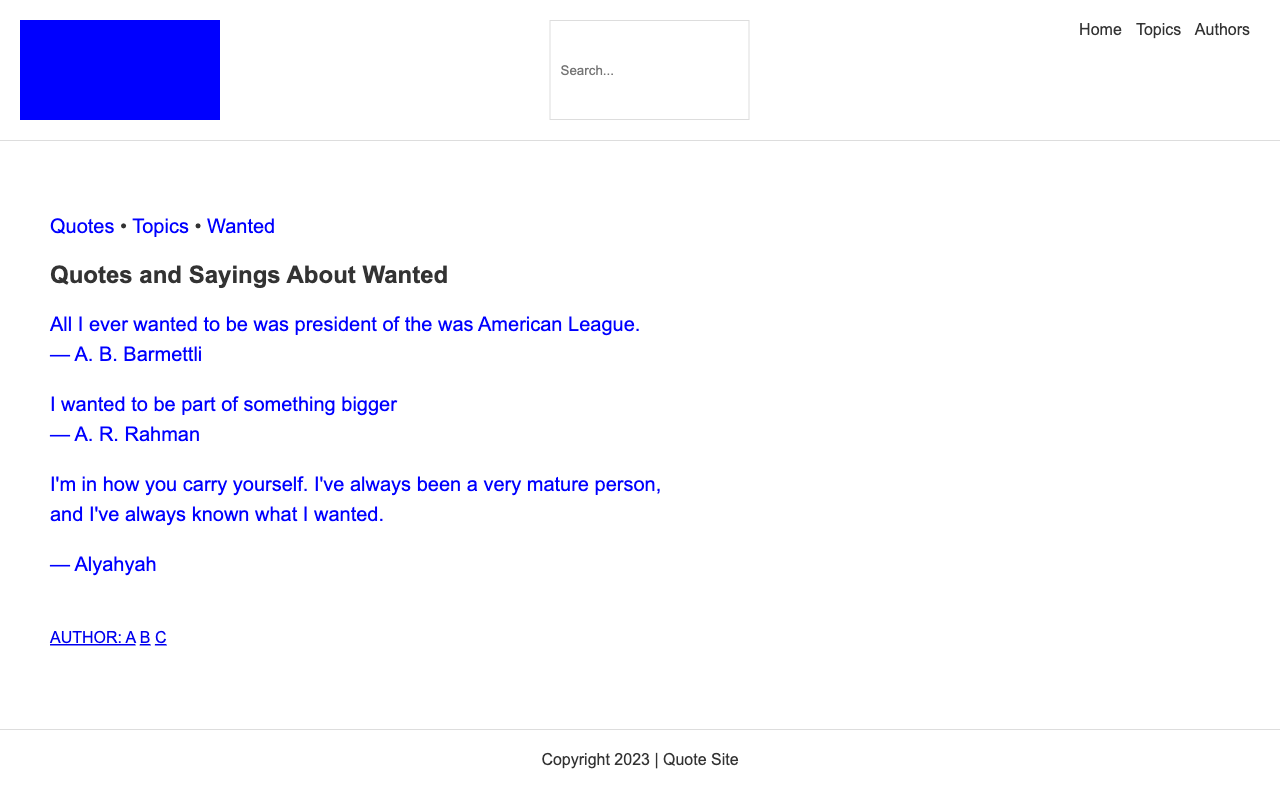 Search...
Home Topics Authors
Quotes • Topics • Wanted
Quotes and Sayings About Wanted
All I ever wanted to be was president of the was American League.
— A. B. Barmettli
I wanted to be part of something bigger
— A. R. Rahman
I'm in how you carry yourself. I've always been a very mature person,
and I've always known what I wanted.
— Alyahyah
AUTHOR: A B C
Copyright 2023 | Quote Site